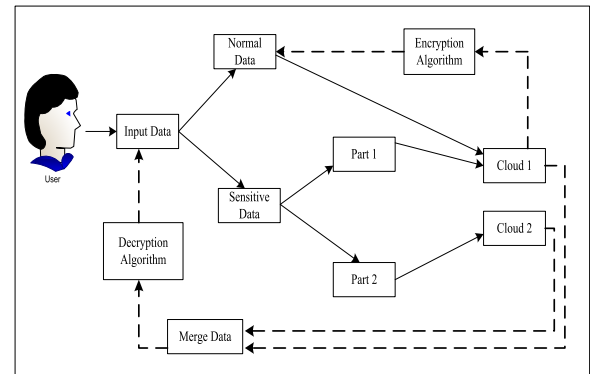 Normal
Data
Encryption
Algorithm
Input Data
User
Part 1
Cloud 1
Sensitive
Data
Cloud 2
Decryption
Algorithm
Part 2
Merge Data